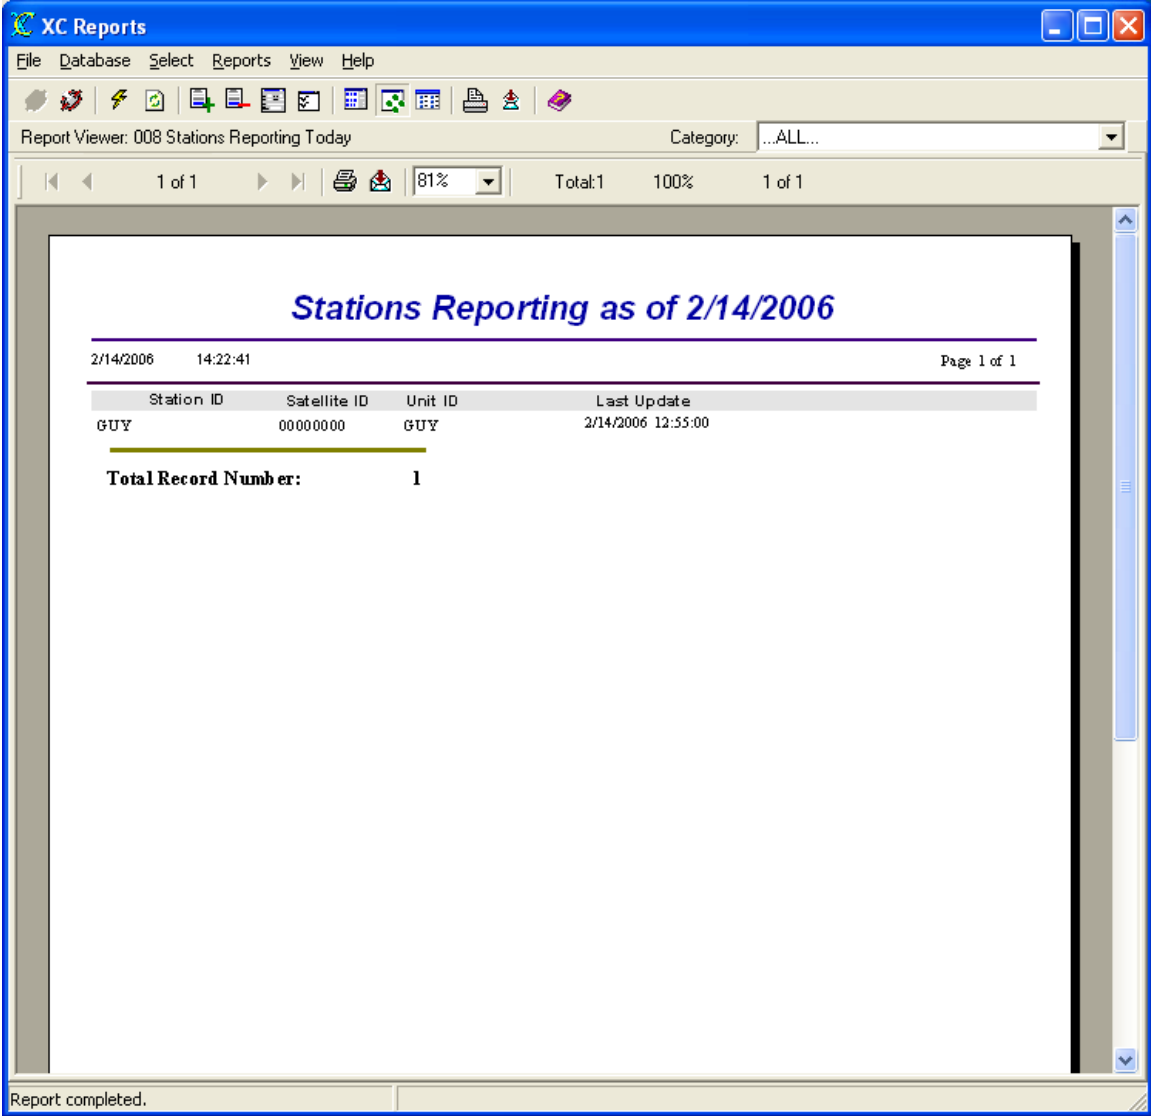 XC Reports
File Database Select Reports View Help
Report Viewer: 008 Stations Reporting Today Category: ...ALL...
1 of 1 81% Total:1 100% 1 of 1
Stations Reporting as of 2/14/2006
2/14/2006 14:22:41 Page 1 of 1
Station ID Satellite ID Unit ID Last Update
GUY 00000000 GUY 2/14/2006 12:55:00
Total Record Number: 1
Report completed.